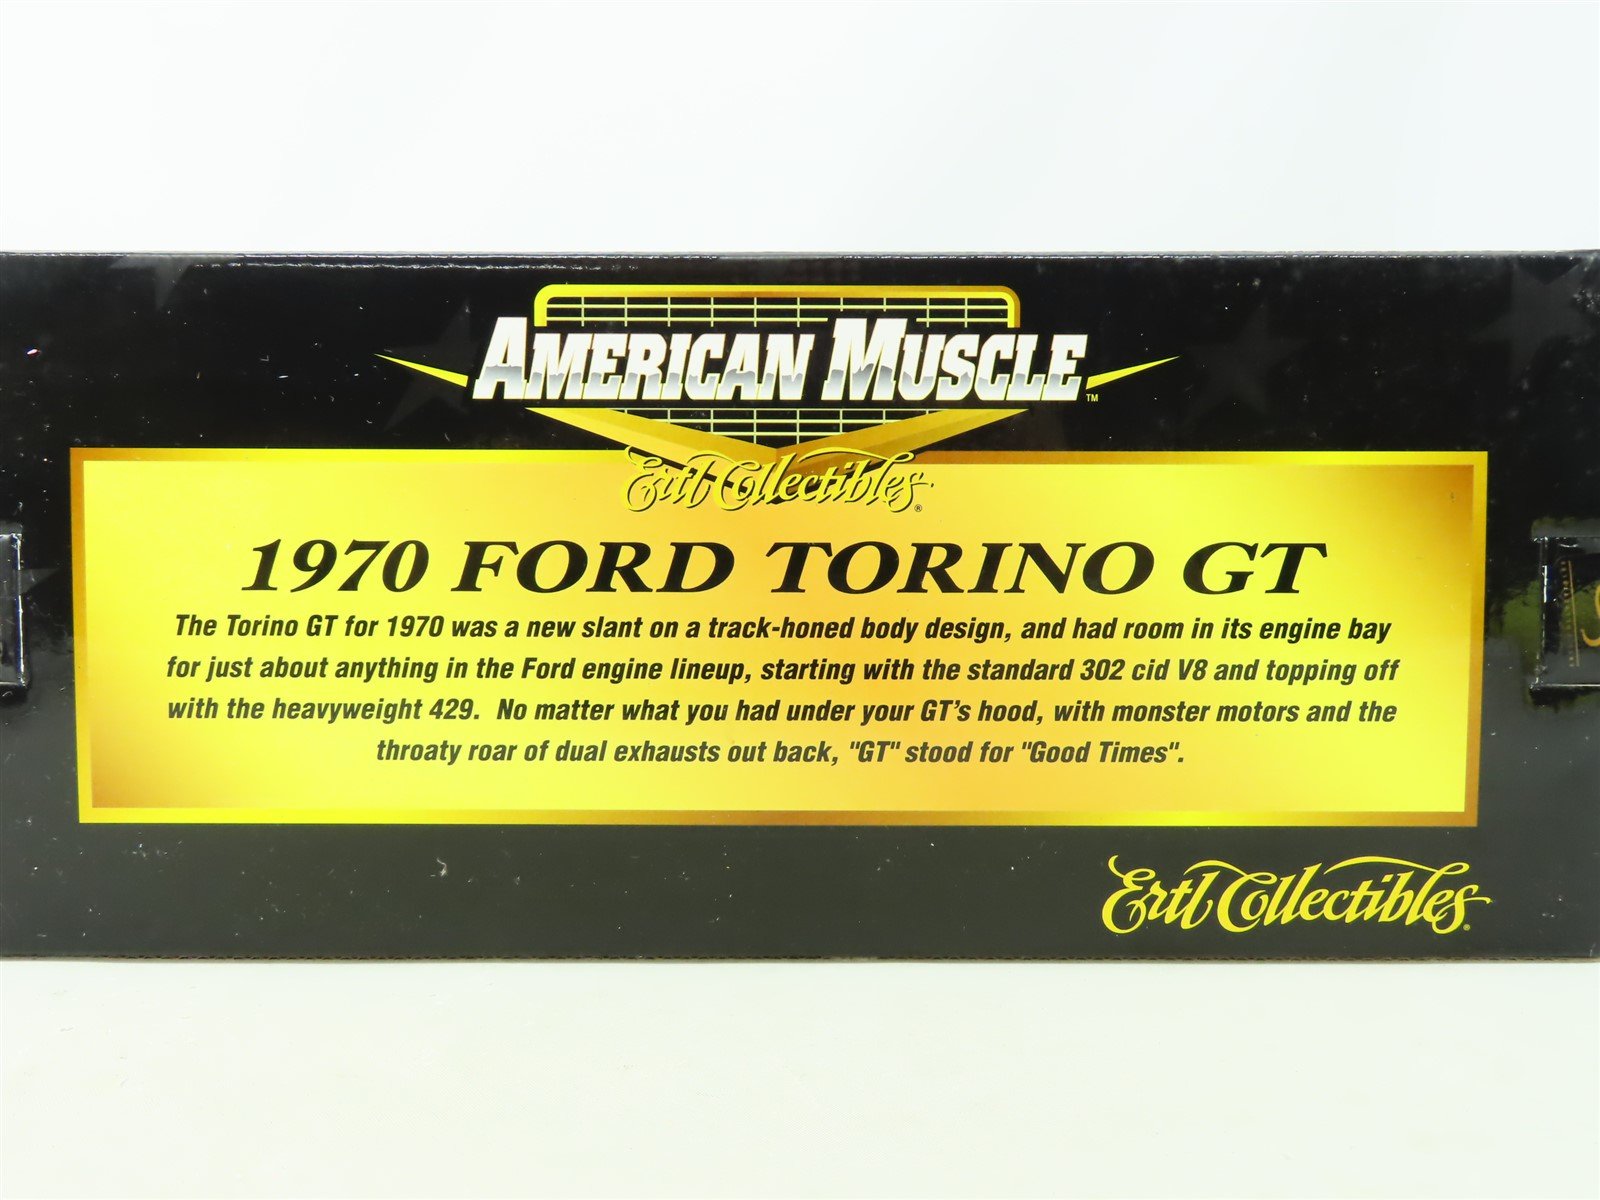 AMERICAN MUSCLE™
Ertl Collectibles®
1970 FORD TORINO GT
The Torino GT for 1970 was a new slant on a track-honed body design, and had room in its engine bay
for just about anything in the Ford engine lineup, starting with the standard 302 cid V8 and topping off
with the heavyweight 429. No matter what you had under your GT's hood, with monster motors and the
throaty roar of dual exhausts out back, "GT" stood for "Good Times".
Ertl Collectibles®